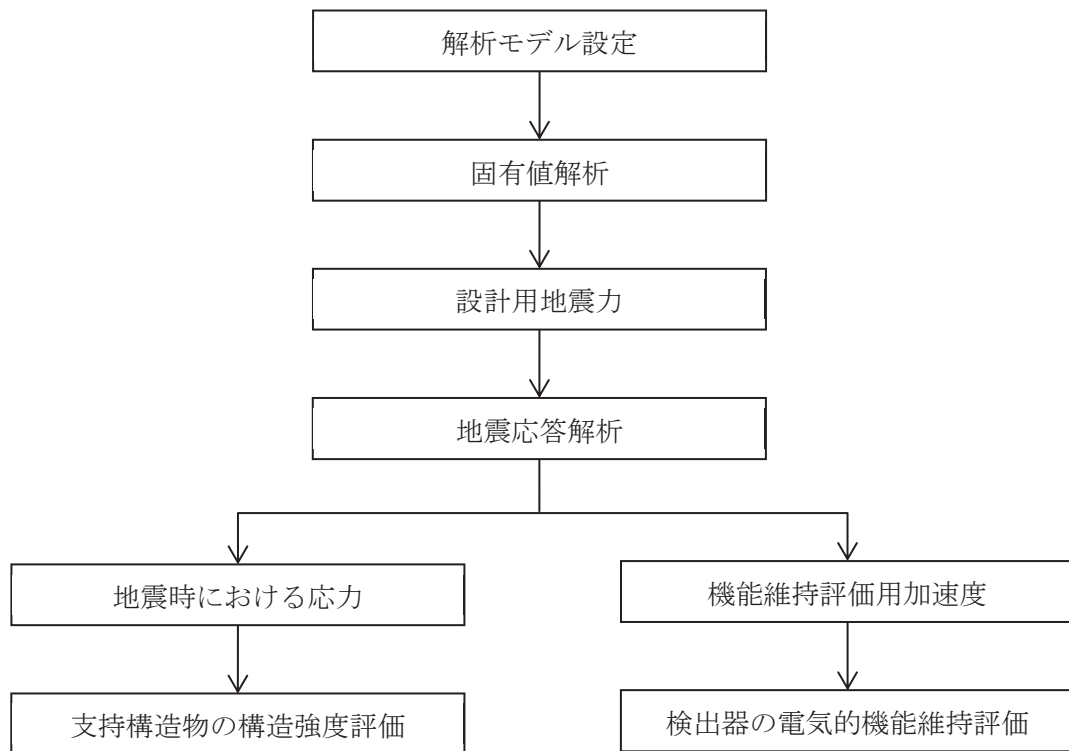 解析モデル設定
固有値解析
設計用地震力
地震応答解析
地震時における応力
機能維持評価用加速度
支持構造物の構造強度評価
検出器の電気的機能維持評価